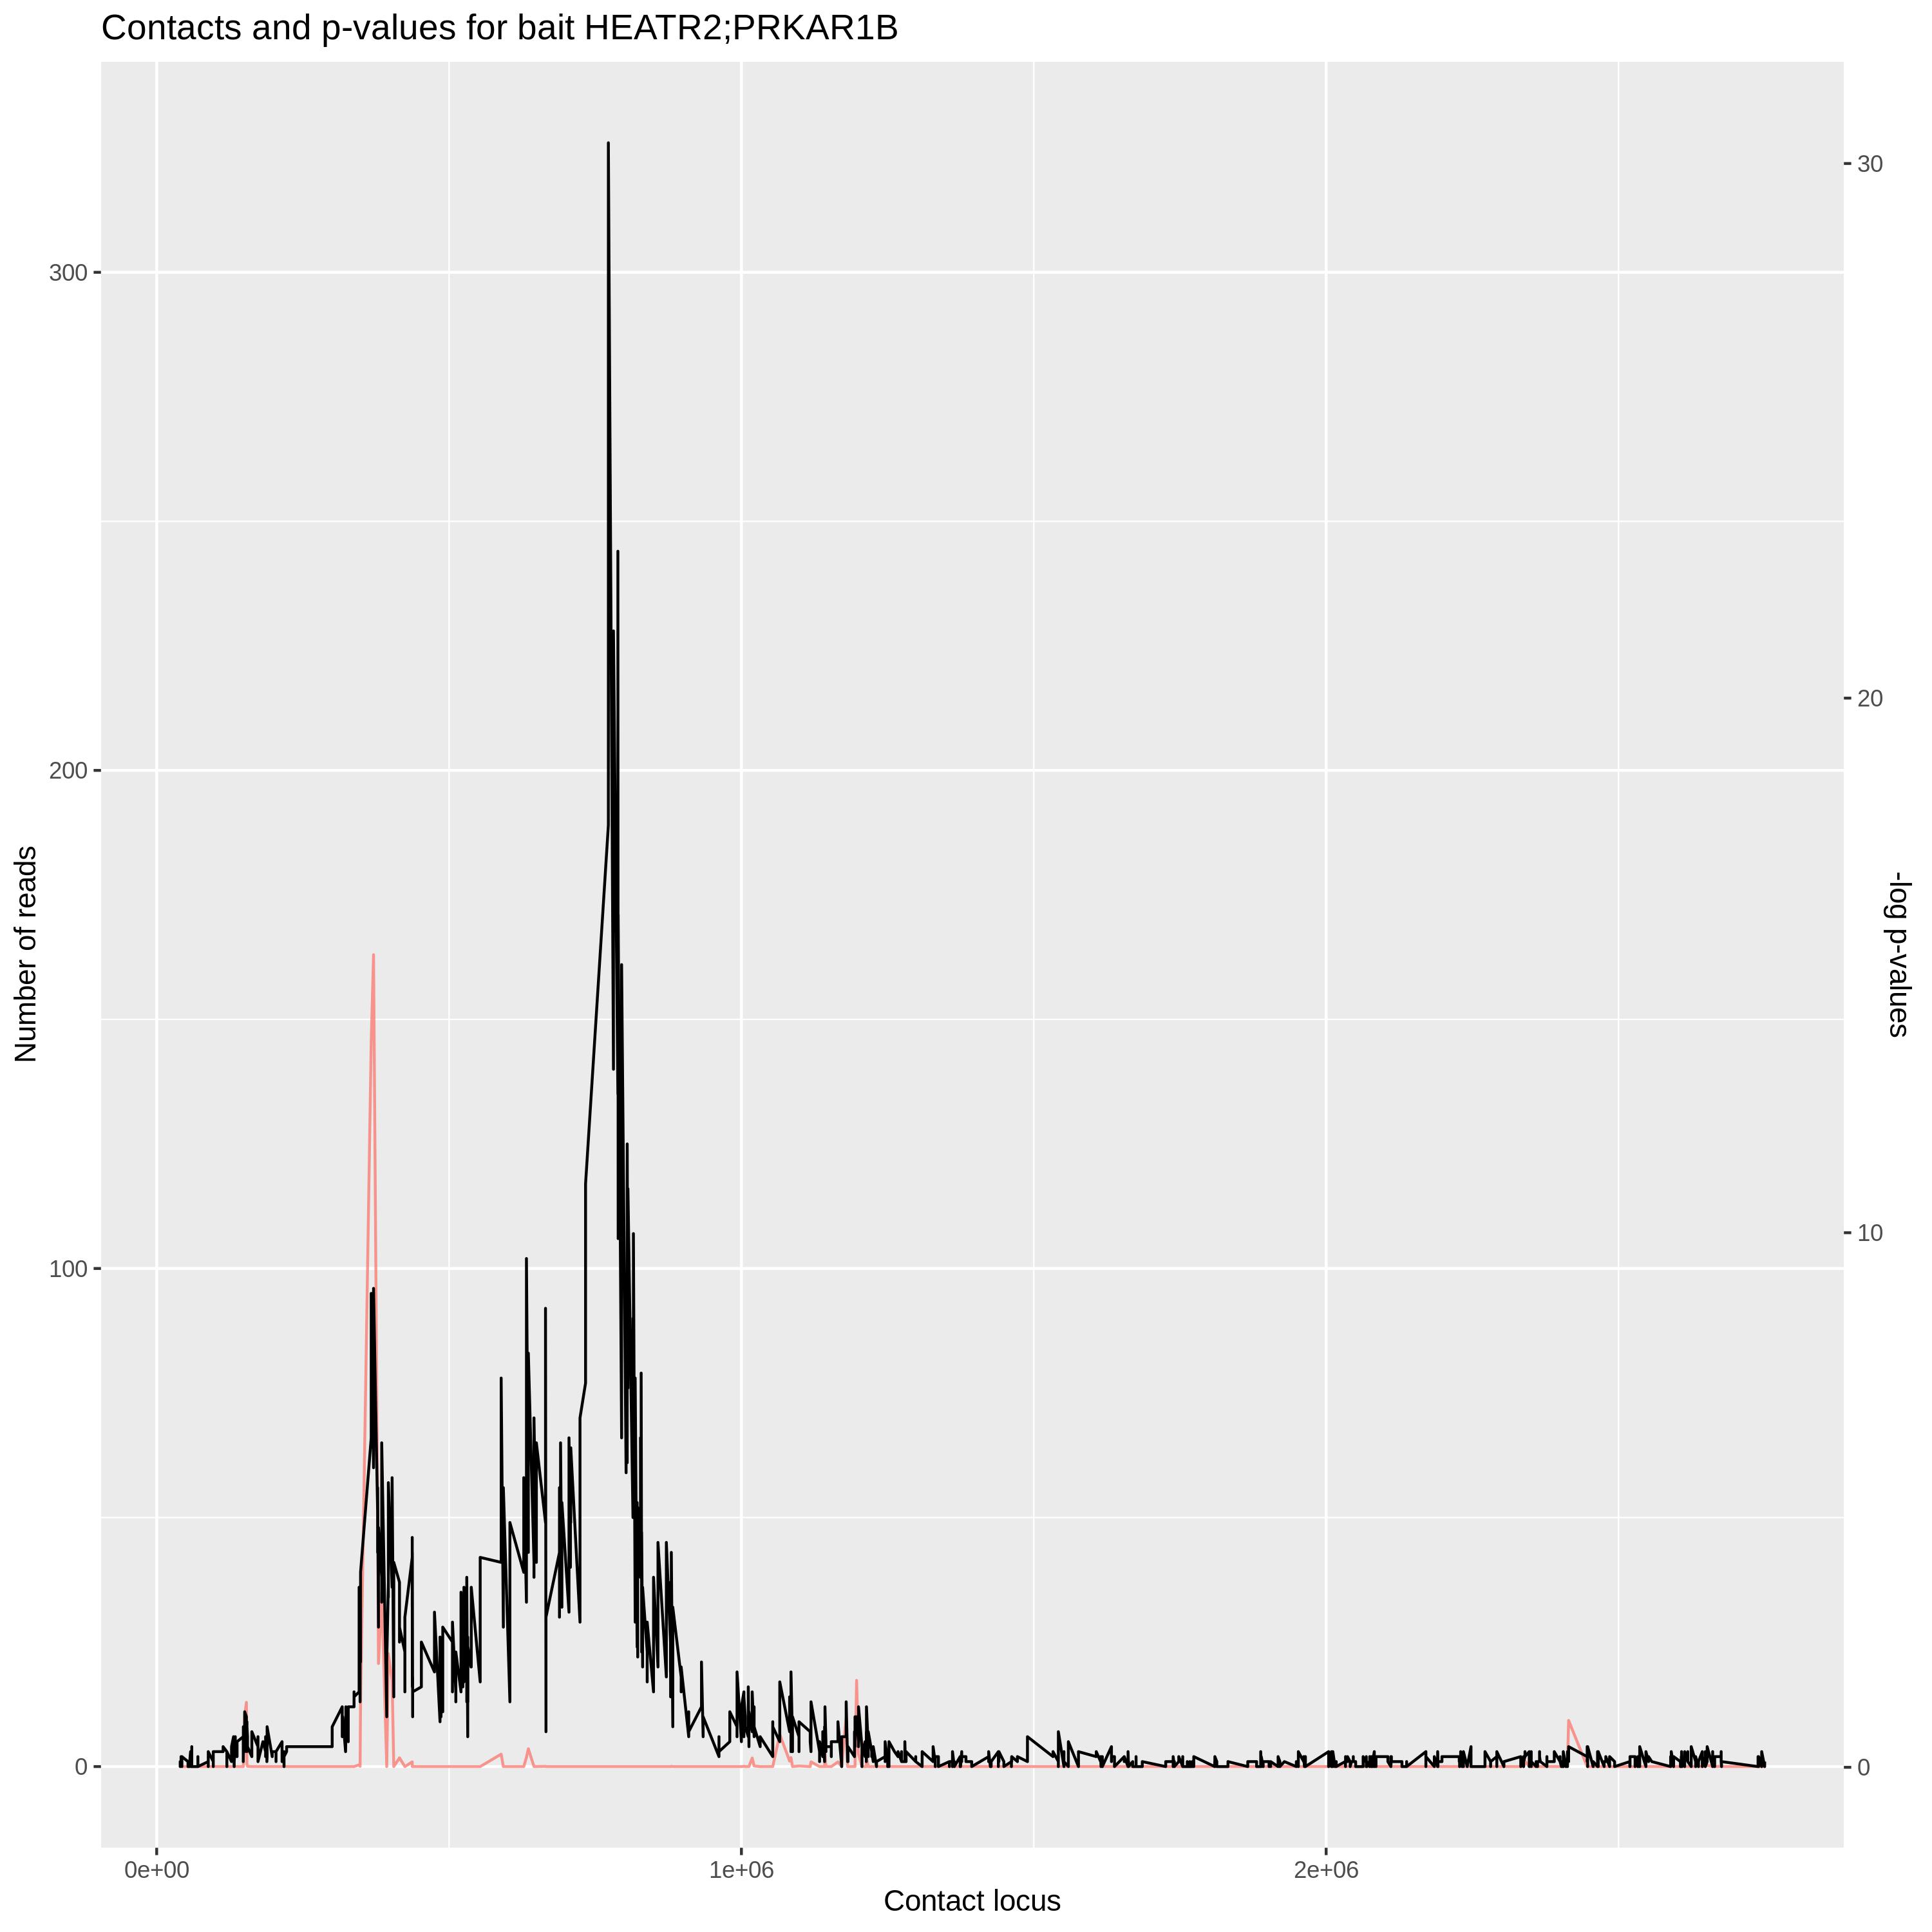 Contacts and p-values for bait HEATR2;PRKAR1B
300
200
100
0
Number of reads
30
20
10
0
-log p-values
0e+00
1e+06
2e+06
Contact locus